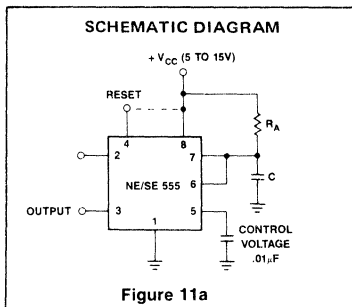 SCHEMATIC DIAGRAM
+ VCC (5 TO 15V)
RESET
RA
4
8
2
7
C
NE/SE 555
6
OUTPUT
3
5
1
CONTROL
VOLTAGE
.01μF
Figure 11a